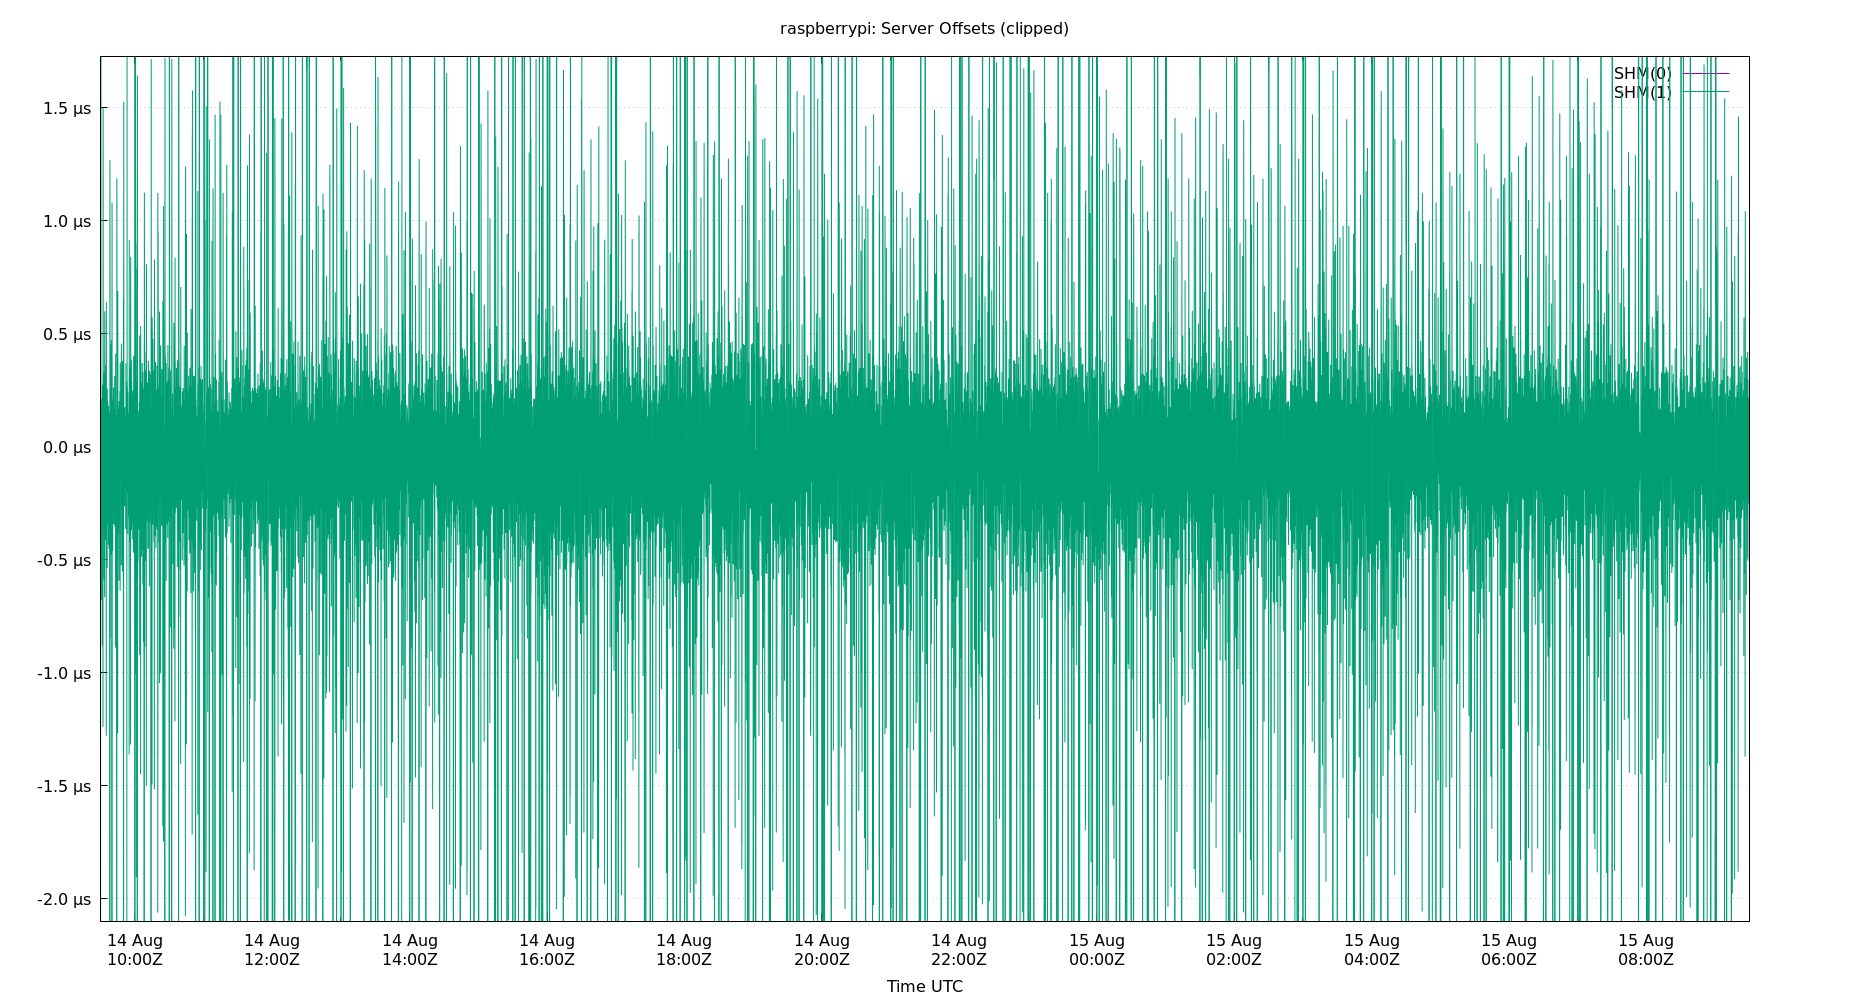 raspberrypi: Server Offsets (clipped)
SHM(0)
SHM(1)
1.5 µs
1.0 µs
0.5 µs
0.0 µs
-0.5 µs
-1.0 µs
-1.5 µs
-2.0 µs
14 Aug 14 Aug 14 Aug 14 Aug 14 Aug 14 Aug 14 Aug 15 Aug 15 Aug 15 Aug 15 Aug 15 Aug
10:00Z 12:00Z 14:00Z 16:00Z 18:00Z 20:00Z 22:00Z 00:00Z 02:00Z 04:00Z 06:00Z 08:00Z
Time UTC